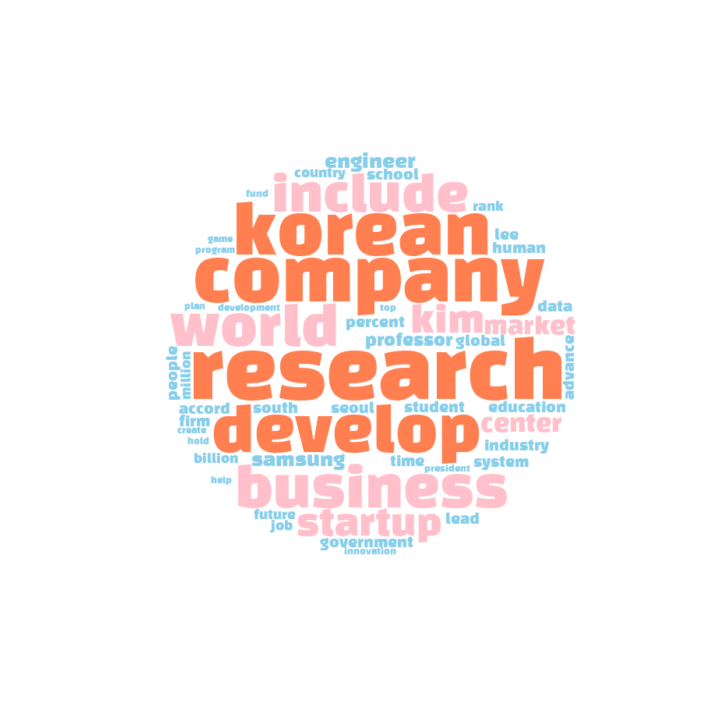 engineer
country school
include
fund
rank
korean
game
lee
program
human
company
plan development top data
world
percent kim market
professor global
people
million
research
advance
accord south seoul student education
firm
develop
center
create
hold
industry
billion samsung time system
president
help
business
future
startup
lead
job
government
innovation